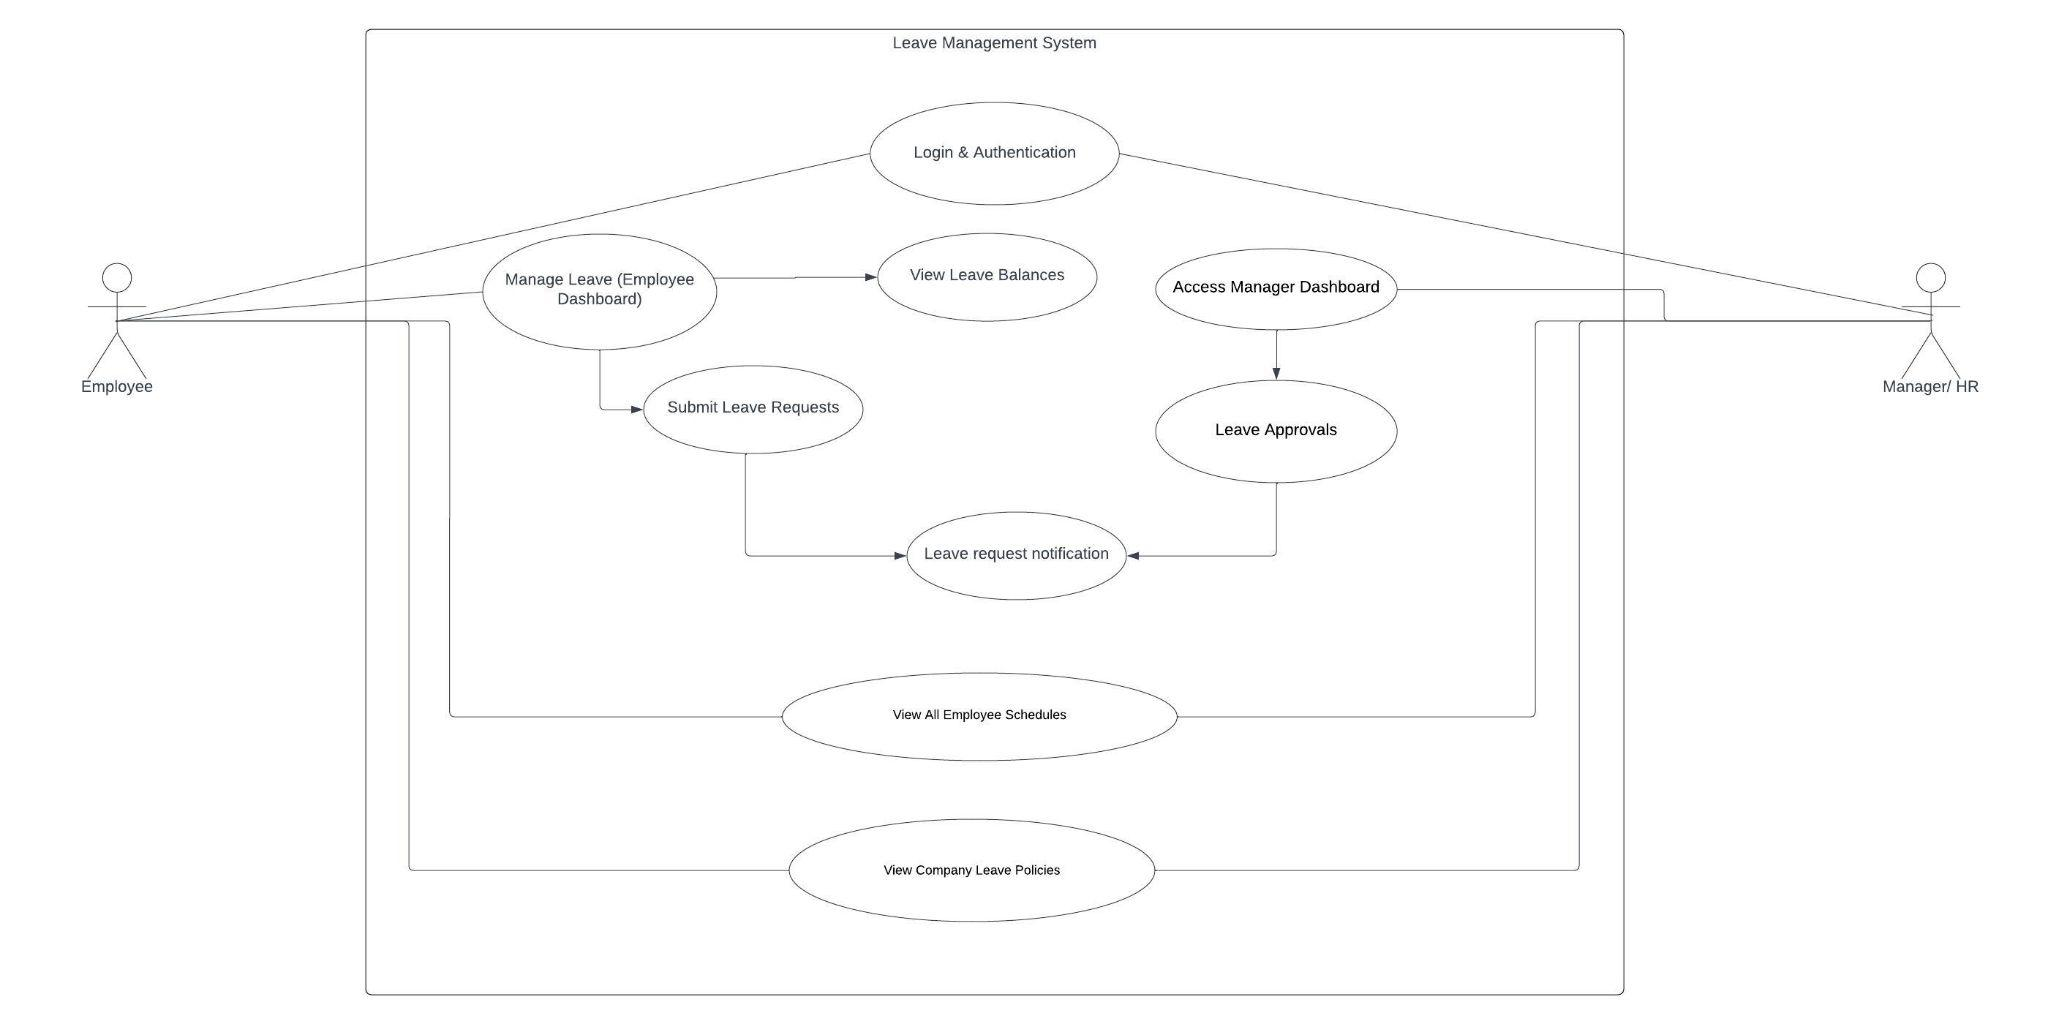 Leave Management System
Login & Authentication
Manage Leave (Employee
Dashboard)
View Leave Balances
Access Manager Dashboard
Employee
Manager/ HR
Submit Leave Requests
Leave Approvals
Leave request notification
View All Employee Schedules
View Company Leave Policies